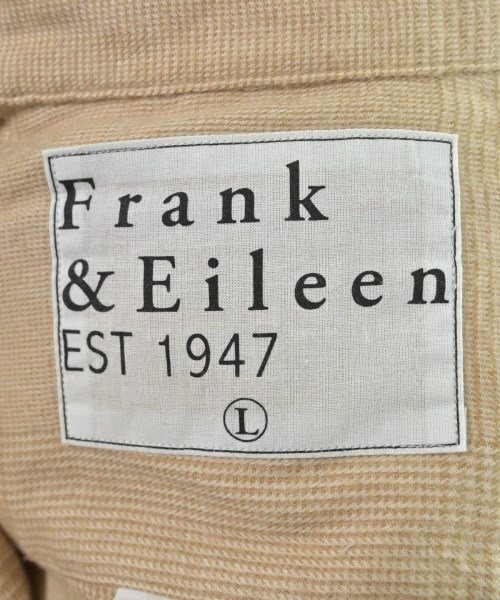 Frank
& Eileen
EST 1947
L